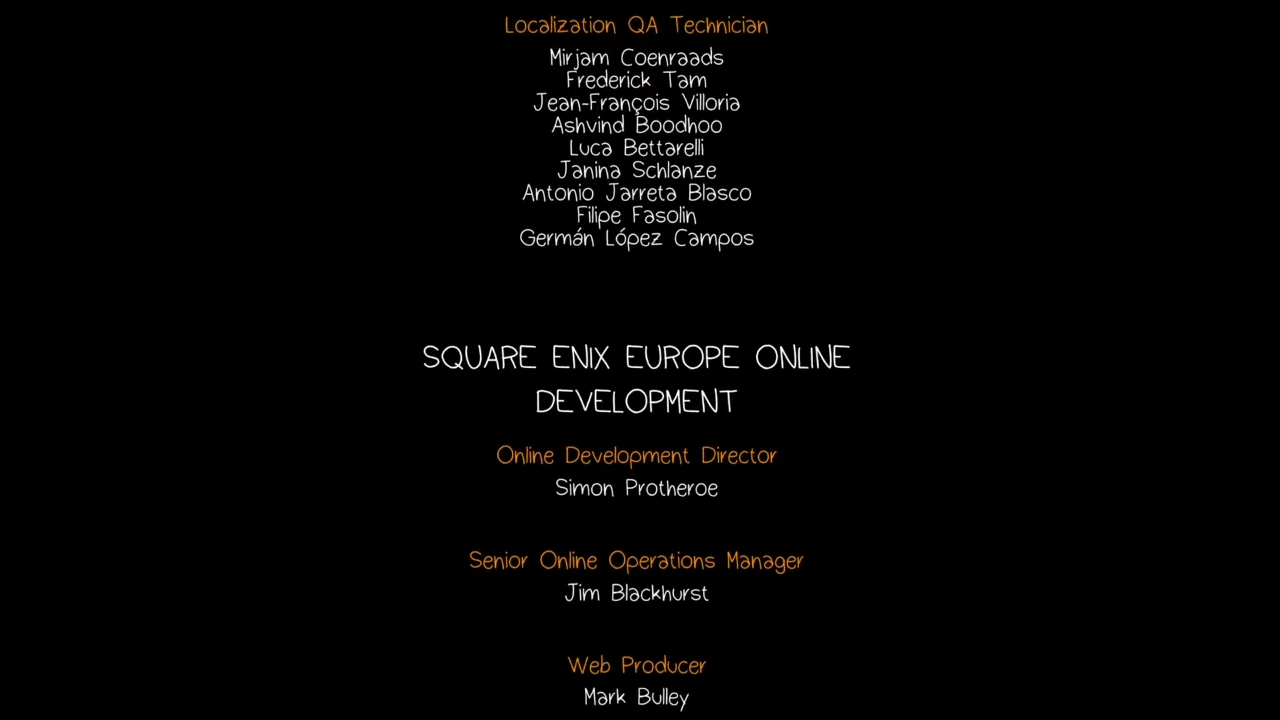 Localization QA Technician
Mirjam Coenraads
Frederick Tam
Jean-François Villoria
Ashvind Boodhoo
Luca Bettarelli
Janina Schlanze
Antonio Jarreta Blasco
Filipe Fasolin
Germán López Campos
SQUARE ENIX EUROPE ONLINE
DEVELOPMENT
Online Development Director
Simon Protheroe
Senior Online Operations Manager
Jim Blackhurst
Web Producer
Mark Bulley